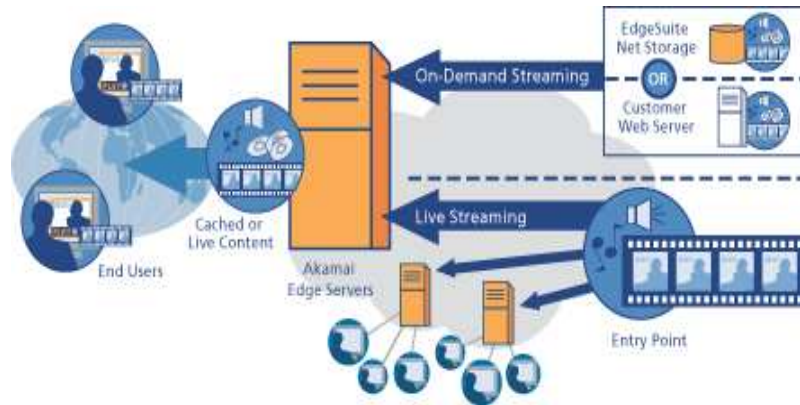 EdgeSuite
Net Storage
On-Demand Streaming
OR
Customer
Web Server
Live Streaming
Cached or
Live Content
End Users
Akamai
Edge Servers
Entry Point